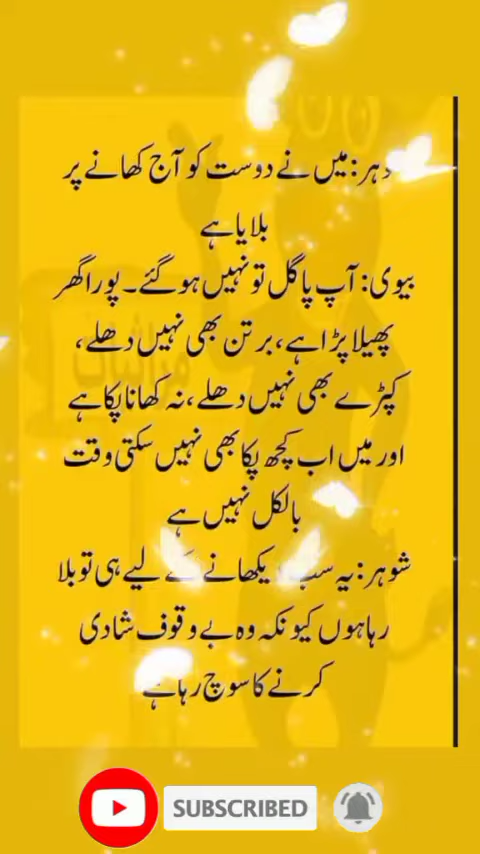 دہر: میں نے دوست کو آج کھانے پر
بلایا ہے
بیوی: آپ پاگل تو نہیں ہو گئے۔ پورا گھر
پھیلا پڑا ہے، برتن بھی نہیں دھلے،
کپڑے بھی نہیں دھلے، نہ کھانا پکا ہے
اور میں اب کچھ پکا بھی نہیں سکتی وقت
بالکل نہیں ہے
شوہر: یہ سب دیکھانے کے لیے ہی تو بلا
رہا ہوں کیونکہ وہ بے وقوف شادی
کرنے کا سوچ رہا ہے
SUBSCRIBED